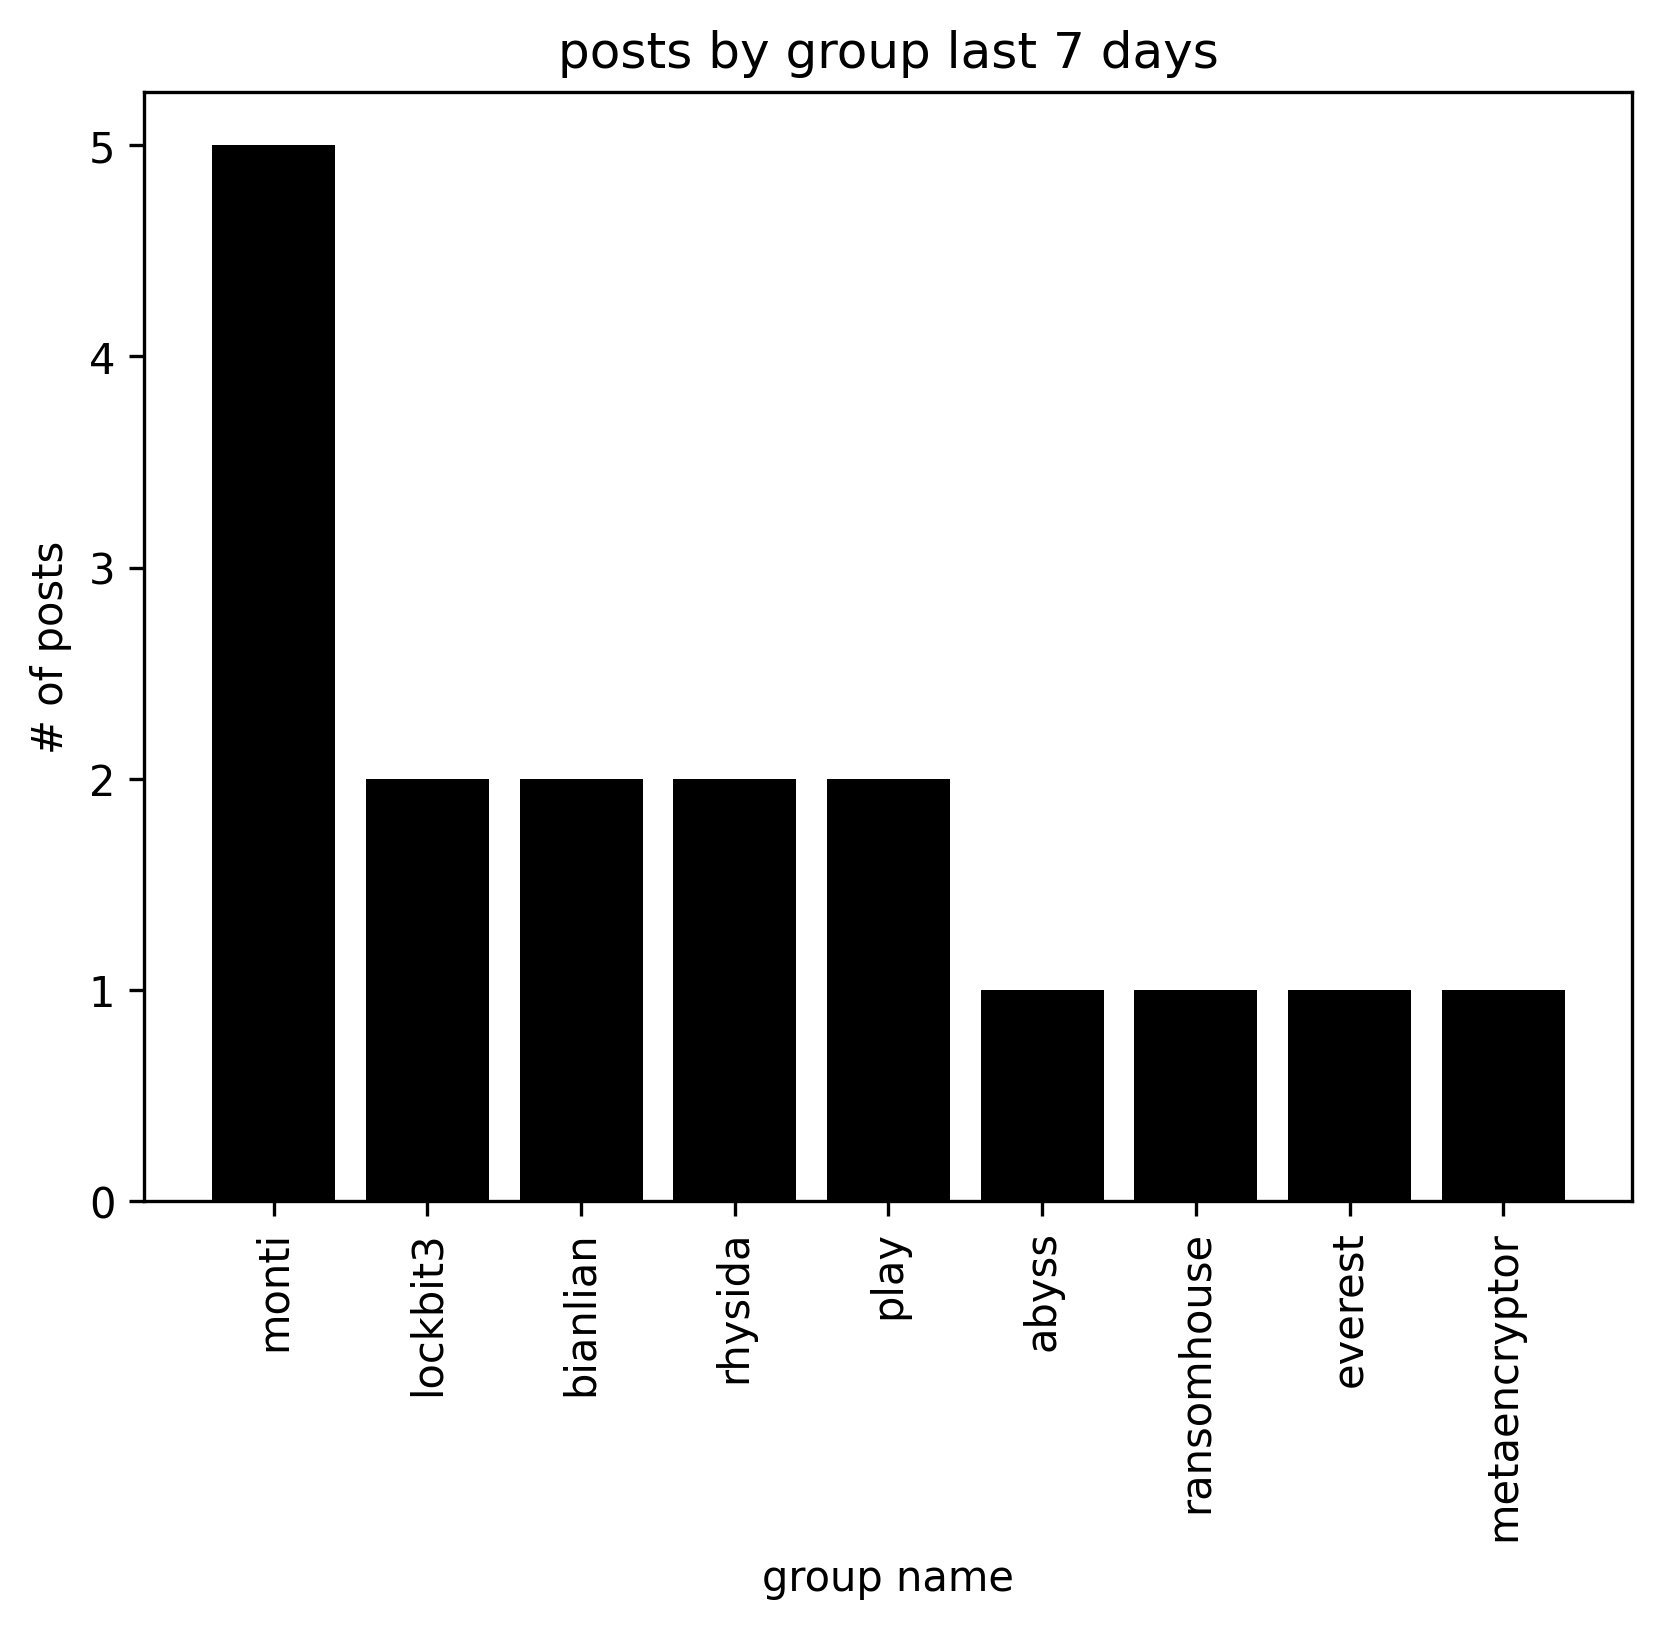 posts by group last 7 days
# of posts
5
4
3
2
1
0
monti
lockbit3
bianlian
rhysida
play
abyss
ransomhouse
everest
metaencryptor
group name